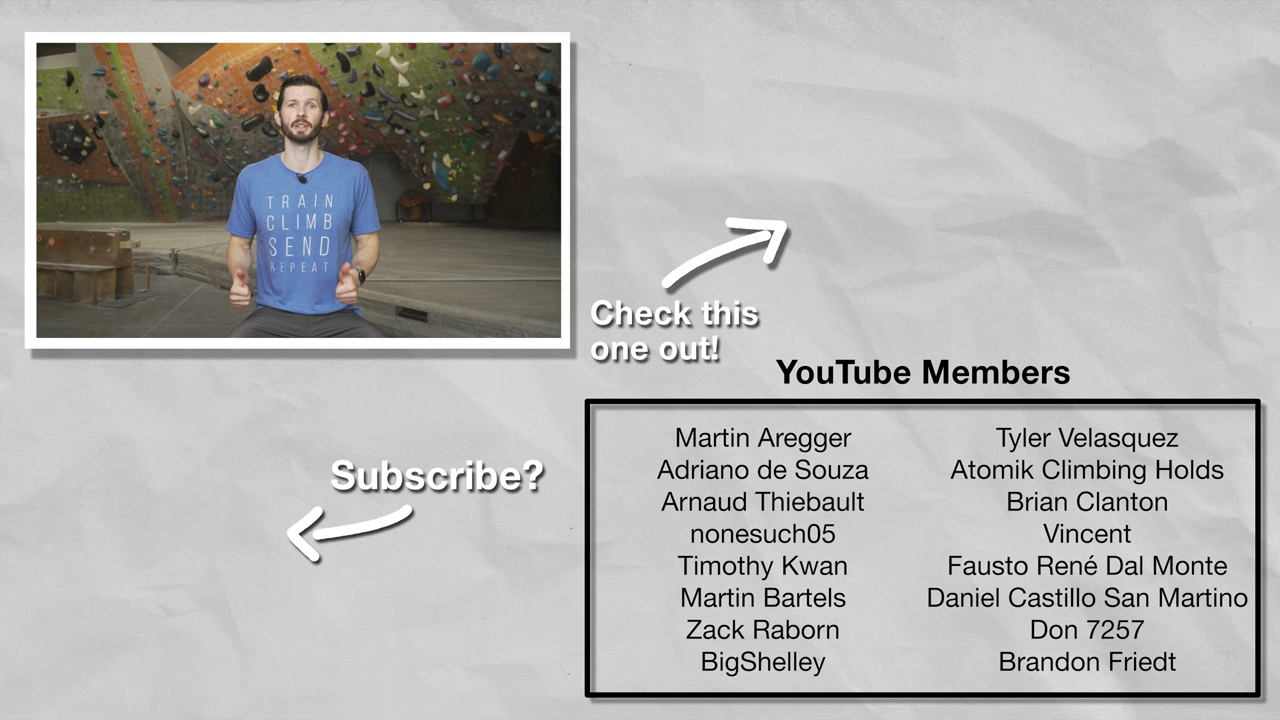 TRAIN
CLIMB
SEND
REPEAT
Check this
one out!
Subscribe?
YouTube Members
Martin Aregger
Adriano de Souza
Arnaud Thiebault
nonesuch05
Timothy Kwan
Martin Bartels
Zack Raborn
BigShelley
Tyler Velasquez
Atomik Climbing Holds
Brian Clanton
Vincent
Fausto René Dal Monte
Daniel Castillo San Martino
Don 7257
Brandon Friedt